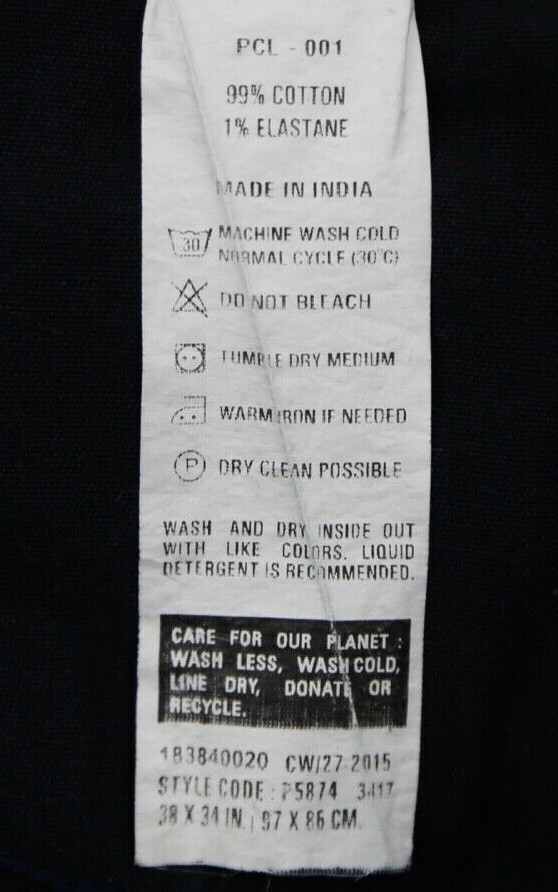 PCL - 001
99% COTTON
1% ELASTANE
MADE IN INDIA
30 MACHINE WASH COLD
NORMAL CYCLE (30°C)
DO NOT BLEACH
TUMBLE DRY MEDIUM
WARM IRON IF NEEDED
P DRY CLEAN POSSIBLE
WASH AND DRY INSIDE OUT
WITH LIKE COLORS. LIQUID
DETERGENT IS RECOMMENDED.
CARE FOR OUR PLANET :
WASH LESS, WASH COLD,
LINE DRY, DONATE OR
RECYCLE.
183840020 CW/27-2015
STYLE CODE : P5874 3417
38 X 34 IN. | 97 X 86 CM.